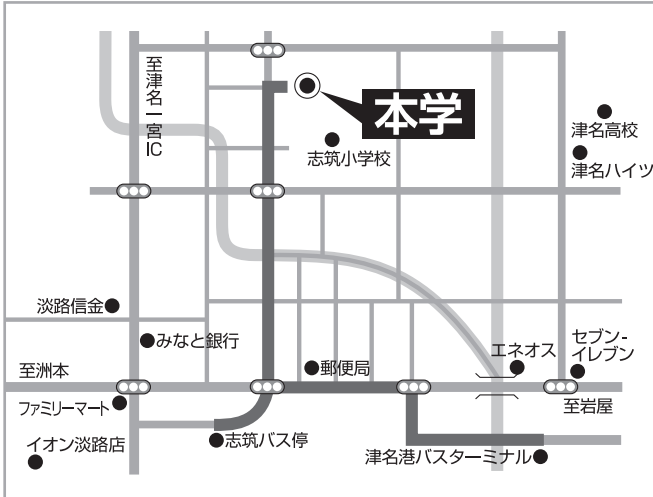 至津名一宮IC
本学
志筑小学校
津名高校
津名ハイツ
淡路信金
みなと銀行
至洲本
郵便局
エネオス
セブン-
イレブン
ファミリーマート
至岩屋
イオン淡路店
志筑バス停
津名港バスターミナル